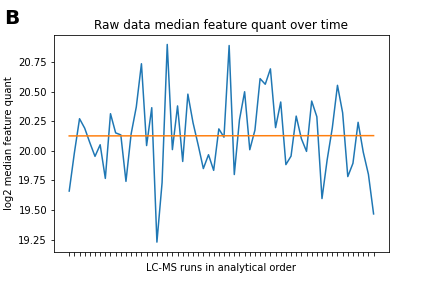 B
Raw data median feature quant over time
log2 median feature quant
20.75
20.50
20.25
20.00
19.75
19.50
19.25
LC-MS runs in analytical order